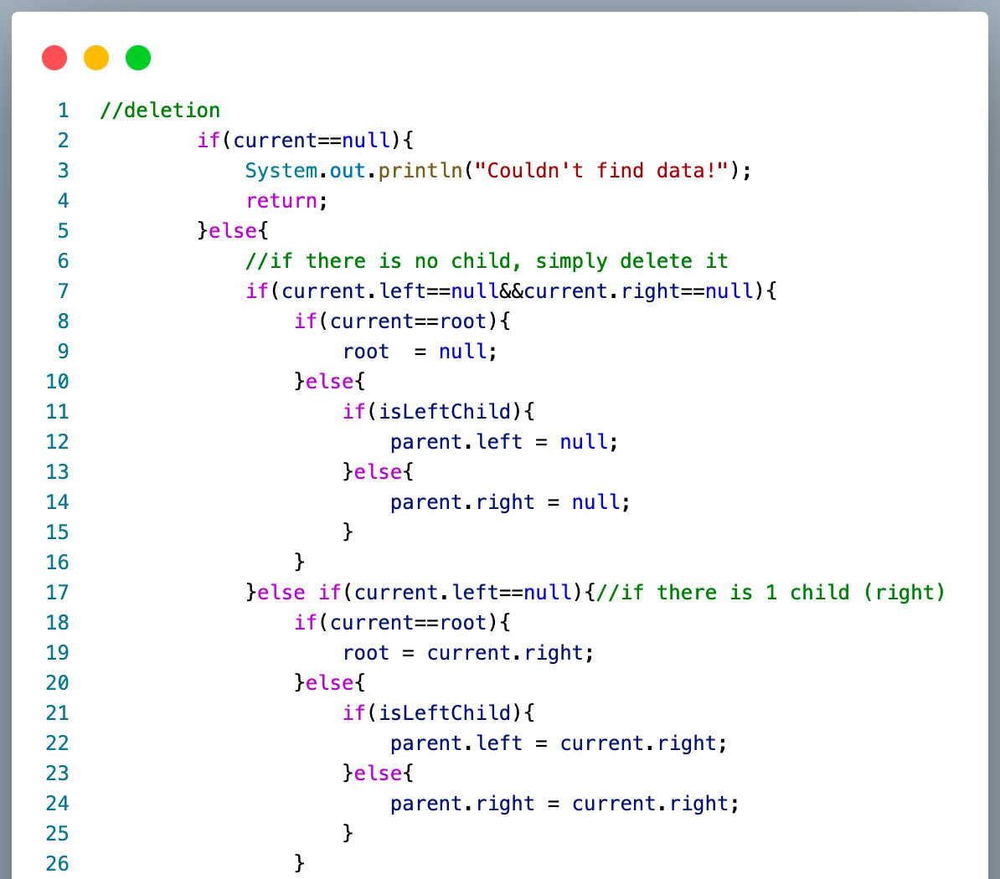 1 //deletion
2 if(current==null){
3 System.out.println("Couldn't find data!");
4 return;
5 }else{
6 //if there is no child, simply delete it
7 if(current.left==null&&current.right==null){
8 if(current==root){
9 root  = null;
10 }else{
11 if(isLeftChild){
12 parent.left = null;
13 }else{
14 parent.right = null;
15 }
16 }
17 }else if(current.left==null){//if there is 1 child (right)
18 if(current==root){
19 root = current.right;
20 }else{
21 if(isLeftChild){
22 parent.left = current.right;
23 }else{
24 parent.right = current.right;
25 }
26 }